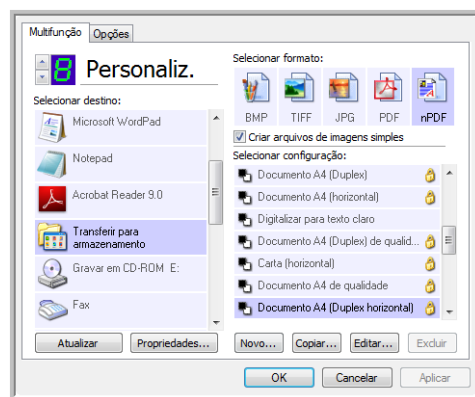 Multifunção
Opções
8
Personaliz.
Selecionar destino:
Microsoft WordPad
Notepad
Acrobat Reader 9.0
Transferir para
armazenamento
Gravar em CD-ROM E:
Fax
Atualizar
Propriedades...
Selecionar formato:
BMP
TIFF
JPG
PDF
nPDF
Criar arquivos de imagens simples
Selecionar configuração:
Documento A4 (Duplex)
Documento A4 (horizontal)
Digitalizar para texto claro
Documento A4 (Duplex) de qualid...
Carta (horizontal)
Documento A4 de qualidade
Documento A4 (Duplex horizontal)
Novo...
Copiar...
Editar...
Excluir
OK
Cancelar
Aplicar